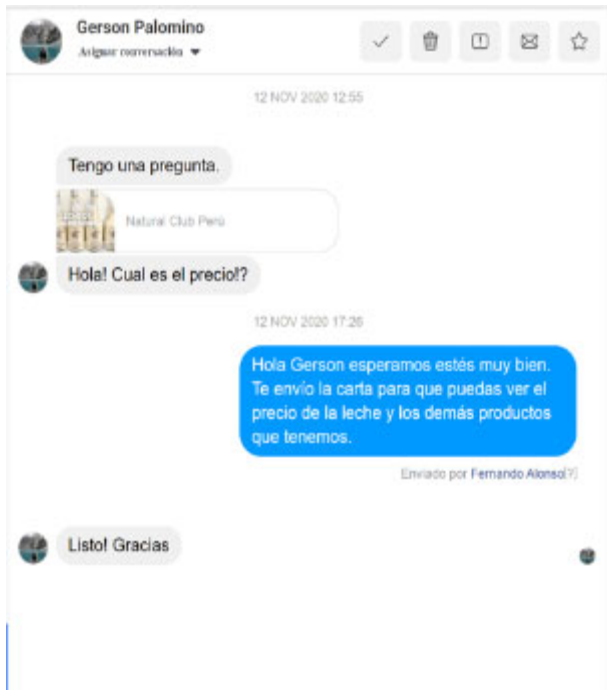 Gerson Palomino
Asignar conversación
12 NOV 2020 12:55
Tengo una pregunta.
Natural Club Perú
Hola! Cual es el precio!?
12 NOV 2020 17:26
Hola Gerson esperamos estés muy bien.
Te envío la carta para que puedas ver el
precio de la leche y los demás productos
que tenemos.
Enviado por Fernando Alonso[?]
Listo! Gracias